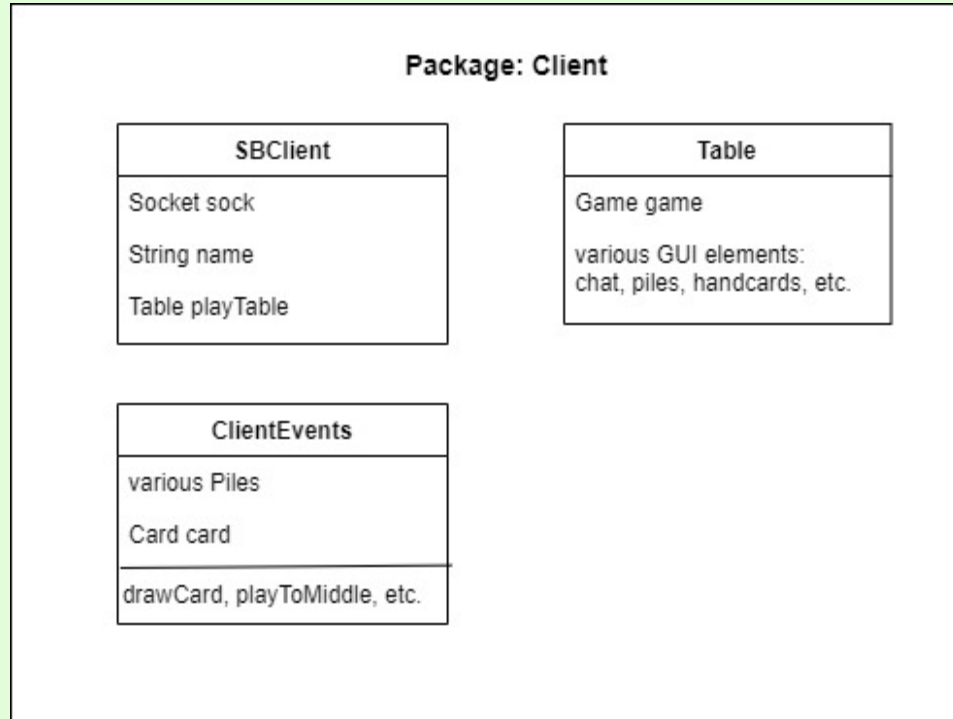 Package: Client
SBClient
Socket sock
String name
Table playTable
Table
Game game
various GUI elements:
chat, piles, handcards, etc.
ClientEvents
various Piles
Card card
drawCard, playToMiddle, etc.